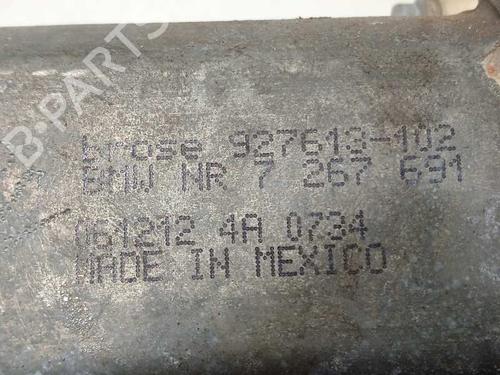 B-PARTS
brose 927613-102
BMW NR 7 267 691
061212 4A 0734
MADE IN MEXICO